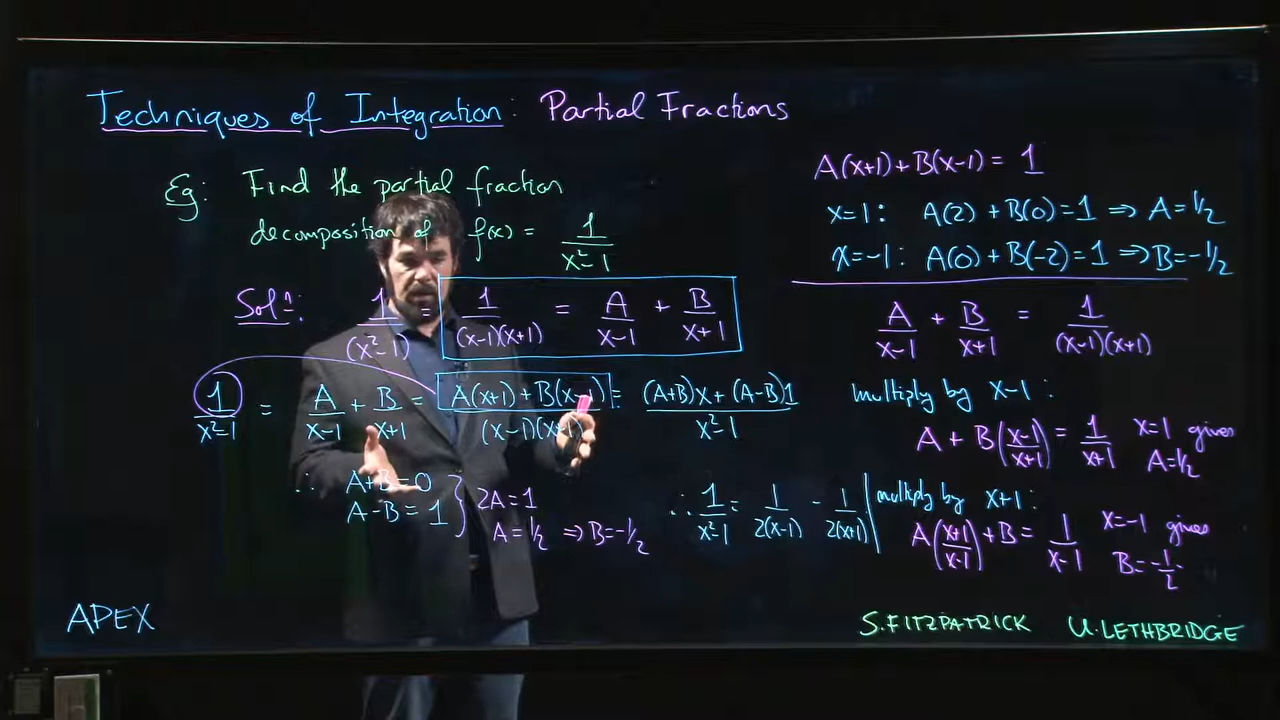 Techniques of Integration: Partial Fractions
Eg: Find the partial fraction
decomposition of f(x) = 1/(x²-1)
Solⁿ: 1/(x²-1) = 1/((x-1)(x+1)) = A/(x-1) + B/(x+1)
1/(x²-1) = A/(x-1) + B/(x+1) = (A(x+1)+B(x-1))/((x-1)(x+1)) = ((A+B)x + (A-B)1)/(x²-1)
∴ A+B=0
A-B=1 } 2A=1
A=1/2 ⇒ B=-1/2
∴ 1/(x²-1) = 1/(2(x-1)) - 1/(2(x+1))
A(x+1)+B(x-1) = 1
x=1: A(2)+B(0)=1 ⇒ A=1/2
x=-1: A(0)+B(-2)=1 ⇒ B=-1/2
A/(x-1) + B/(x+1) = 1/((x-1)(x+1))
multiply by x-1:
A + B((x-1)/(x+1)) = 1/(x+1) x=1 gives
A=1/2
multiply by x+1:
A((x+1)/(x-1)) + B = 1/(x-1) x=-1 gives
B=-1/2.
APEX
S.FITZPATRICK U.LETHBRIDGE